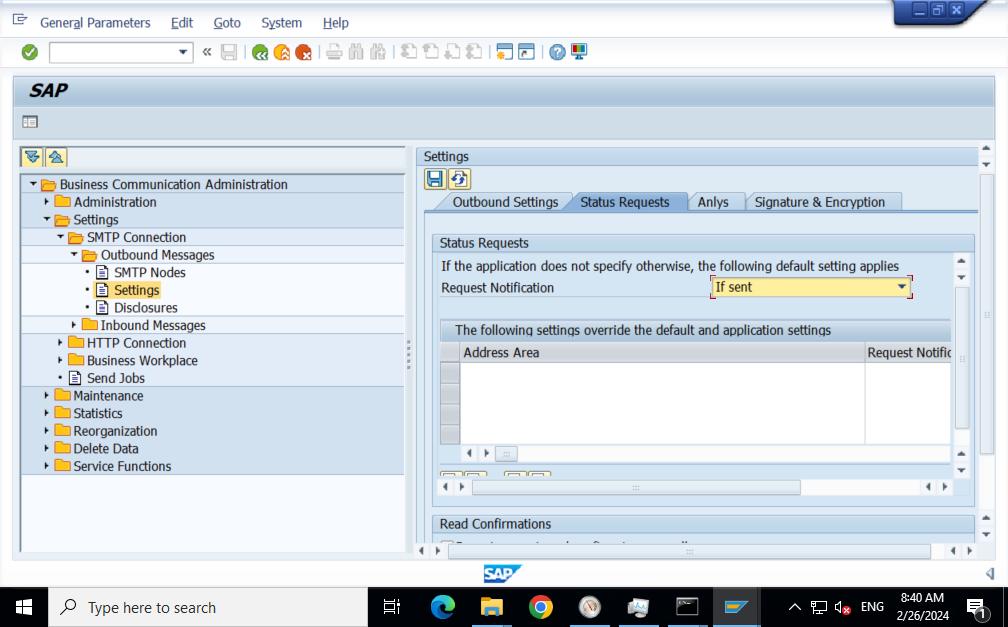 General Parameters Edit Goto System Help
SAP
Business Communication Administration
Administration
Settings
SMTP Connection
Outbound Messages
SMTP Nodes
Settings
Disclosures
Inbound Messages
HTTP Connection
Business Workplace
Send Jobs
Maintenance
Statistics
Reorganization
Delete Data
Service Functions
Settings
Outbound Settings Status Requests Anlys Signature & Encryption
Status Requests
If the application does not specify otherwise, the following default setting applies
Request Notification If sent
The following settings override the default and application settings
Address Area Request Notific
Read Confirmations
SAP
Type here to search
ENG
8:40 AM
2/26/2024
1